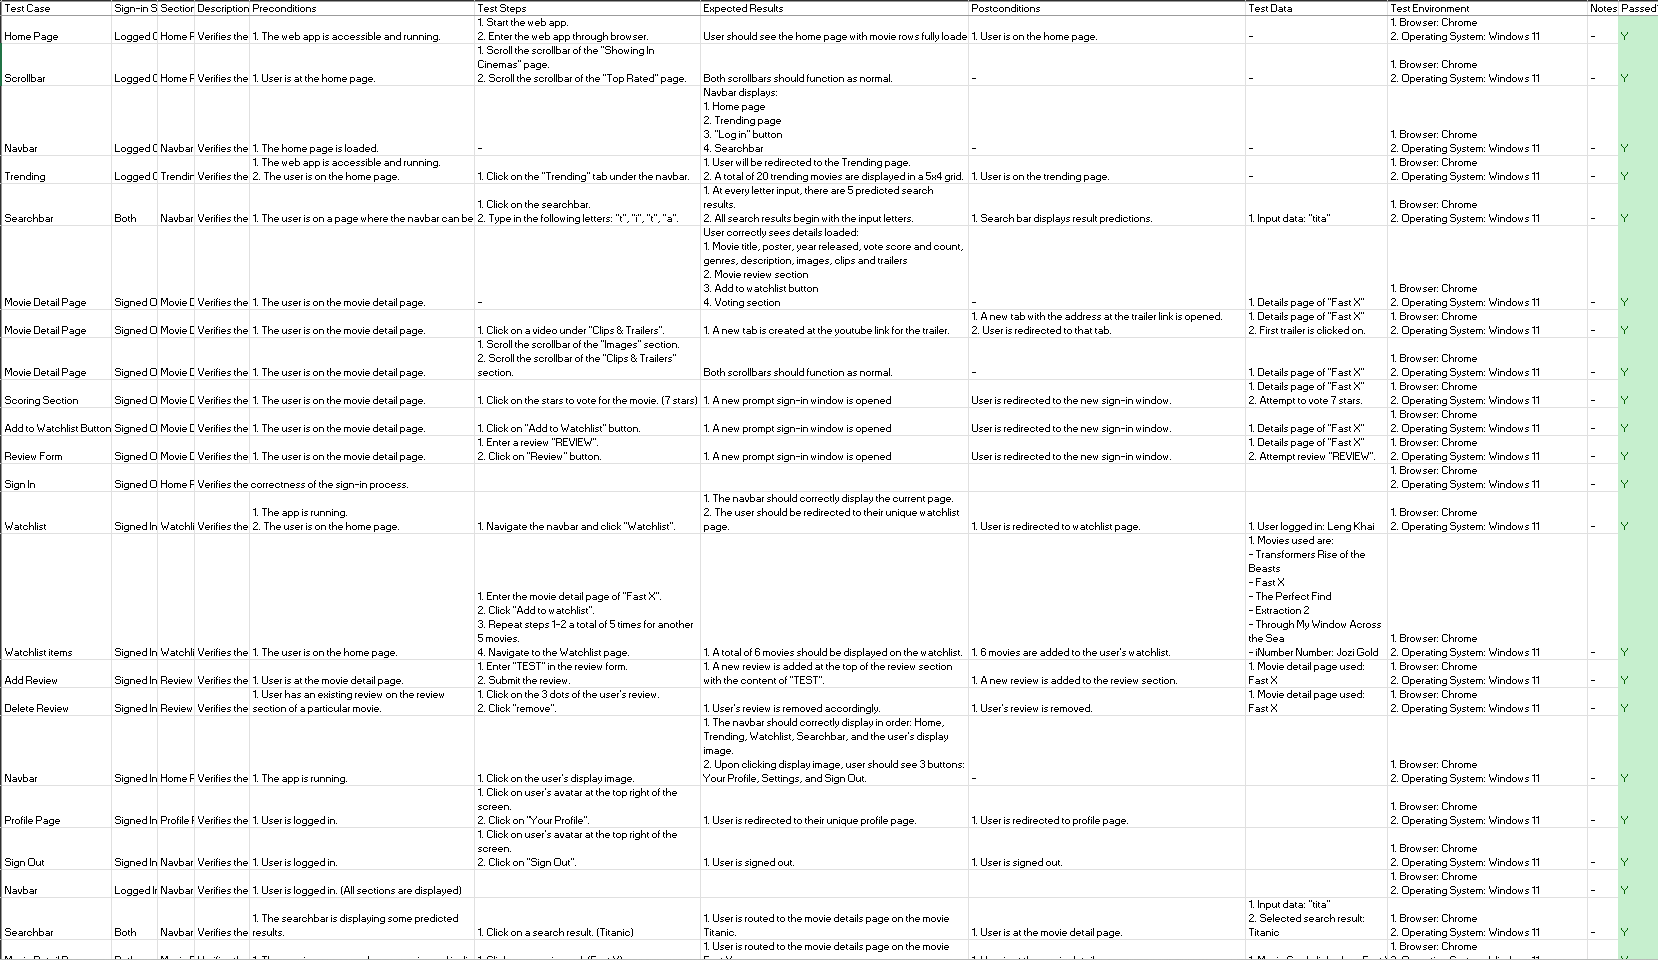 Test Case Sign-in S Section Description Preconditions Test Steps Expected Results Postconditions Test Data Test Environment Notes Passed?
Home Page Logged O Home P Verifies the 1. The web app is accessible and running. 1. Start the web app.
2. Enter the web app through browser. User should see the home page with movie rows fully loade 1. User is on the home page. - 1. Browser: Chrome
2. Operating System: Windows 11 - Y
Scrollbar Logged O Home P Verifies the 1. User is at the home page. 1. Scroll the scrollbar of the "Showing In
Cinemas" page.
2. Scroll the scrollbar of the "Top Rated" page. Both scrollbars should function as normal. - - 1. Browser: Chrome
2. Operating System: Windows 11 - Y
Navbar Logged O Navbar Verifies the 1. The home page is loaded. - Navbar displays:
1. Home page
2. Trending page
3. "Log in" button
4. Searchbar - - 1. Browser: Chrome
2. Operating System: Windows 11 - Y
Trending Logged O Trendin Verifies the 1. The web app is accessible and running.
2. The user is on the home page. 1. Click on the "Trending" tab under the navbar. 1. User will be redirected to the Trending page.
2. A total of 20 trending movies are displayed in a 5x4 grid. 1. User is on the trending page. - 1. Browser: Chrome
2. Operating System: Windows 11 - Y
Searchbar Both Navbar Verifies the 1. The user is on a page where the navbar can be 1. Click on the searchbar.
2. Type in the following letters: "t", "i", "t", "a". 1. At every letter input, there are 5 predicted search
results.
2. All search results begin with the input letters. 1. Search bar displays result predictions. 1. Input data: "tita" 1. Browser: Chrome
2. Operating System: Windows 11 - Y
Movie Detail Page Signed O Movie D Verifies the 1. The user is on the movie detail page. - User correctly sees details loaded:
1. Movie title, poster, year released, vote score and count,
genres, description, images, clips and trailers
2. Movie review section
3. Add to watchlist button
4. Voting section - 1. Details page of "Fast X" 1. Browser: Chrome
2. Operating System: Windows 11 - Y
Movie Detail Page Signed O Movie D Verifies the 1. The user is on the movie detail page. 1. Click on a video under "Clips & Trailers". 1. A new tab is created at the youtube link for the trailer. 1. A new tab with the address at the trailer link is opened.
2. User is redirected to that tab. 1. Details page of "Fast X"
2. First trailer is clicked on. 1. Browser: Chrome
2. Operating System: Windows 11 - Y
Movie Detail Page Signed O Movie D Verifies the 1. The user is on the movie detail page. 1. Scroll the scrollbar of the "Images" section.
2. Scroll the scrollbar of the "Clips & Trailers"
section. Both scrollbars should function as normal. - 1. Details page of "Fast X" 1. Browser: Chrome
2. Operating System: Windows 11 - Y
Scoring Section Signed O Movie D Verifies the 1. The user is on the movie detail page. 1. Click on the stars to vote for the movie. (7 stars) 1. A new prompt sign-in window is opened User is redirected to the new sign-in window. 1. Details page of "Fast X"
2. Attempt to vote 7 stars. 1. Browser: Chrome
2. Operating System: Windows 11 - Y
Add to Watchlist Button Signed O Movie D Verifies the 1. The user is on the movie detail page. 1. Click on "Add to Watchlist" button. 1. A new prompt sign-in window is opened User is redirected to the new sign-in window. 1. Details page of "Fast X" 1. Browser: Chrome
2. Operating System: Windows 11 - Y
Review Form Signed O Movie D Verifies the 1. The user is on the movie detail page. 1. Enter a review "REVIEW".
2. Click on "Review" button. 1. A new prompt sign-in window is opened User is redirected to the new sign-in window. 1. Details page of "Fast X"
2. Attempt review "REVIEW". 1. Browser: Chrome
2. Operating System: Windows 11 - Y
Sign In Signed O Home P Verifies the correctness of the sign-in process. 1. Browser: Chrome
2. Operating System: Windows 11 - Y
Watchlist Signed In Watchli Verifies the 1. The app is running.
2. The user is on the home page. 1. Navigate the navbar and click "Watchlist". 1. The navbar should correctly display the current page.
2. The user should be redirected to their unique watchlist
page. 1. User is redirected to watchlist page. 1. User logged in: Leng Khai 1. Browser: Chrome
2. Operating System: Windows 11 - Y
Watchlist items Signed In Watchli Verifies the 1. The user is on the home page. 1. Enter the movie detail page of "Fast X".
2. Click "Add to watchlist".
3. Repeat steps 1-2 a total of 5 times for another
5 movies.
4. Navigate to the Watchlist page. 1. A total of 6 movies should be displayed on the watchlist. 1. 6 movies are added to the user's watchlist. 1. Movies used are:
- Transformers Rise of the
Beasts
- Fast X
- The Perfect Find
- Extraction 2
- Through My Window Across
the Sea
- iNumber Number: Jozi Gold 1. Browser: Chrome
2. Operating System: Windows 11 - Y
Add Review Signed In Review Verifies the 1. User is at the movie detail page. 1. Enter "TEST" in the review form.
2. Submit the review. 1. A new review is added at the top of the review section
with the content of "TEST". 1. A new review is added to the review section. 1. Movie detail page used:
Fast X 1. Browser: Chrome
2. Operating System: Windows 11 - Y
Delete Review Signed In Review Verifies the 1. User has an existing review on the review
section of a particular movie. 1. Click on the 3 dots of the user's review.
2. Click "remove". 1. User's review is removed accordingly. 1. User's review is removed. 1. Movie detail page used:
Fast X 1. Browser: Chrome
2. Operating System: Windows 11 - Y
Navbar Signed In Home P Verifies the 1. The app is running. 1. Click on the user's display image. 1. The navbar should correctly display in order: Home,
Trending, Watchlist, Searchbar, and the user's display
image.
2. Upon clicking display image, user should see 3 buttons:
Your Profile, Settings, and Sign Out. - 1. Browser: Chrome
2. Operating System: Windows 11 - Y
Profile Page Signed In Profile P Verifies the 1. User is logged in. 1. Click on user's avatar at the top right of the
screen.
2. Click on "Your Profile". 1. User is redirected to their unique profile page. 1. User is redirected to profile page. 1. Browser: Chrome
2. Operating System: Windows 11 - Y
Sign Out Signed In Navbar Verifies the 1. User is logged in. 1. Click on user's avatar at the top right of the
screen.
2. Click on "Sign Out". 1. User is signed out. 1. User is signed out. 1. Browser: Chrome
2. Operating System: Windows 11 - Y
Navbar Logged In Navbar Verifies the 1. User is logged in. (All sections are displayed) 1. Browser: Chrome
2. Operating System: Windows 11 - Y
Searchbar Both Navbar Verifies the 1. The searchbar is displaying some predicted
results. 1. Click on a search result. (Titanic) 1. User is routed to the movie details page on the movie
Titanic. 1. User is at the movie detail page. 1. Input data: "tita"
2. Selected search result:
Titanic 1. Browser: Chrome
2. Operating System: Windows 11 - Y
1. User is routed to the movie details page on the movie 1. Browser: Chrome